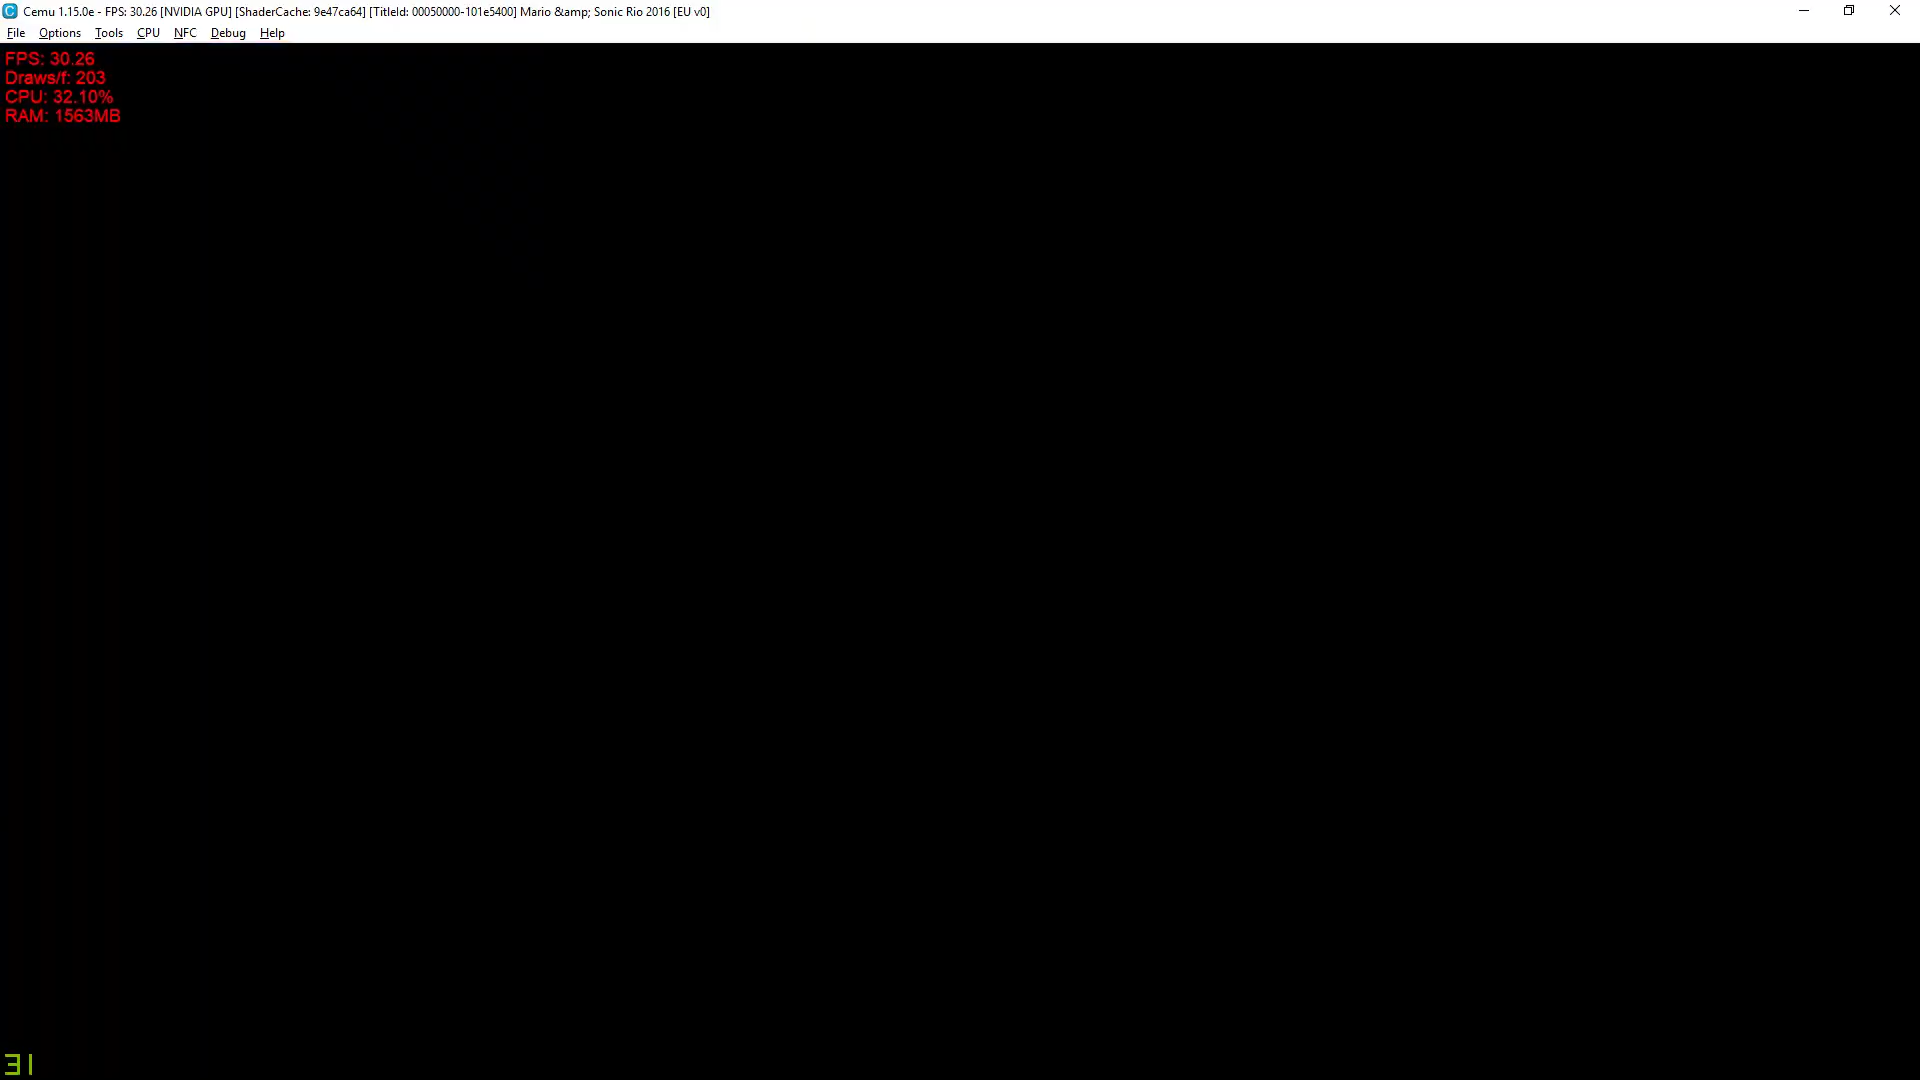 Cemu 1.15.0e - FPS: 30.26 [NVIDIA GPU] [ShaderCache: 9e47ca64] [TitleId: 00050000-101e5400] Mario &amp; Sonic Rio 2016 [EU v0]
File Options Tools CPU NFC Debug Help
FPS: 30.26
Draws/f: 203
CPU: 32.10%
RAM: 1563MB
31